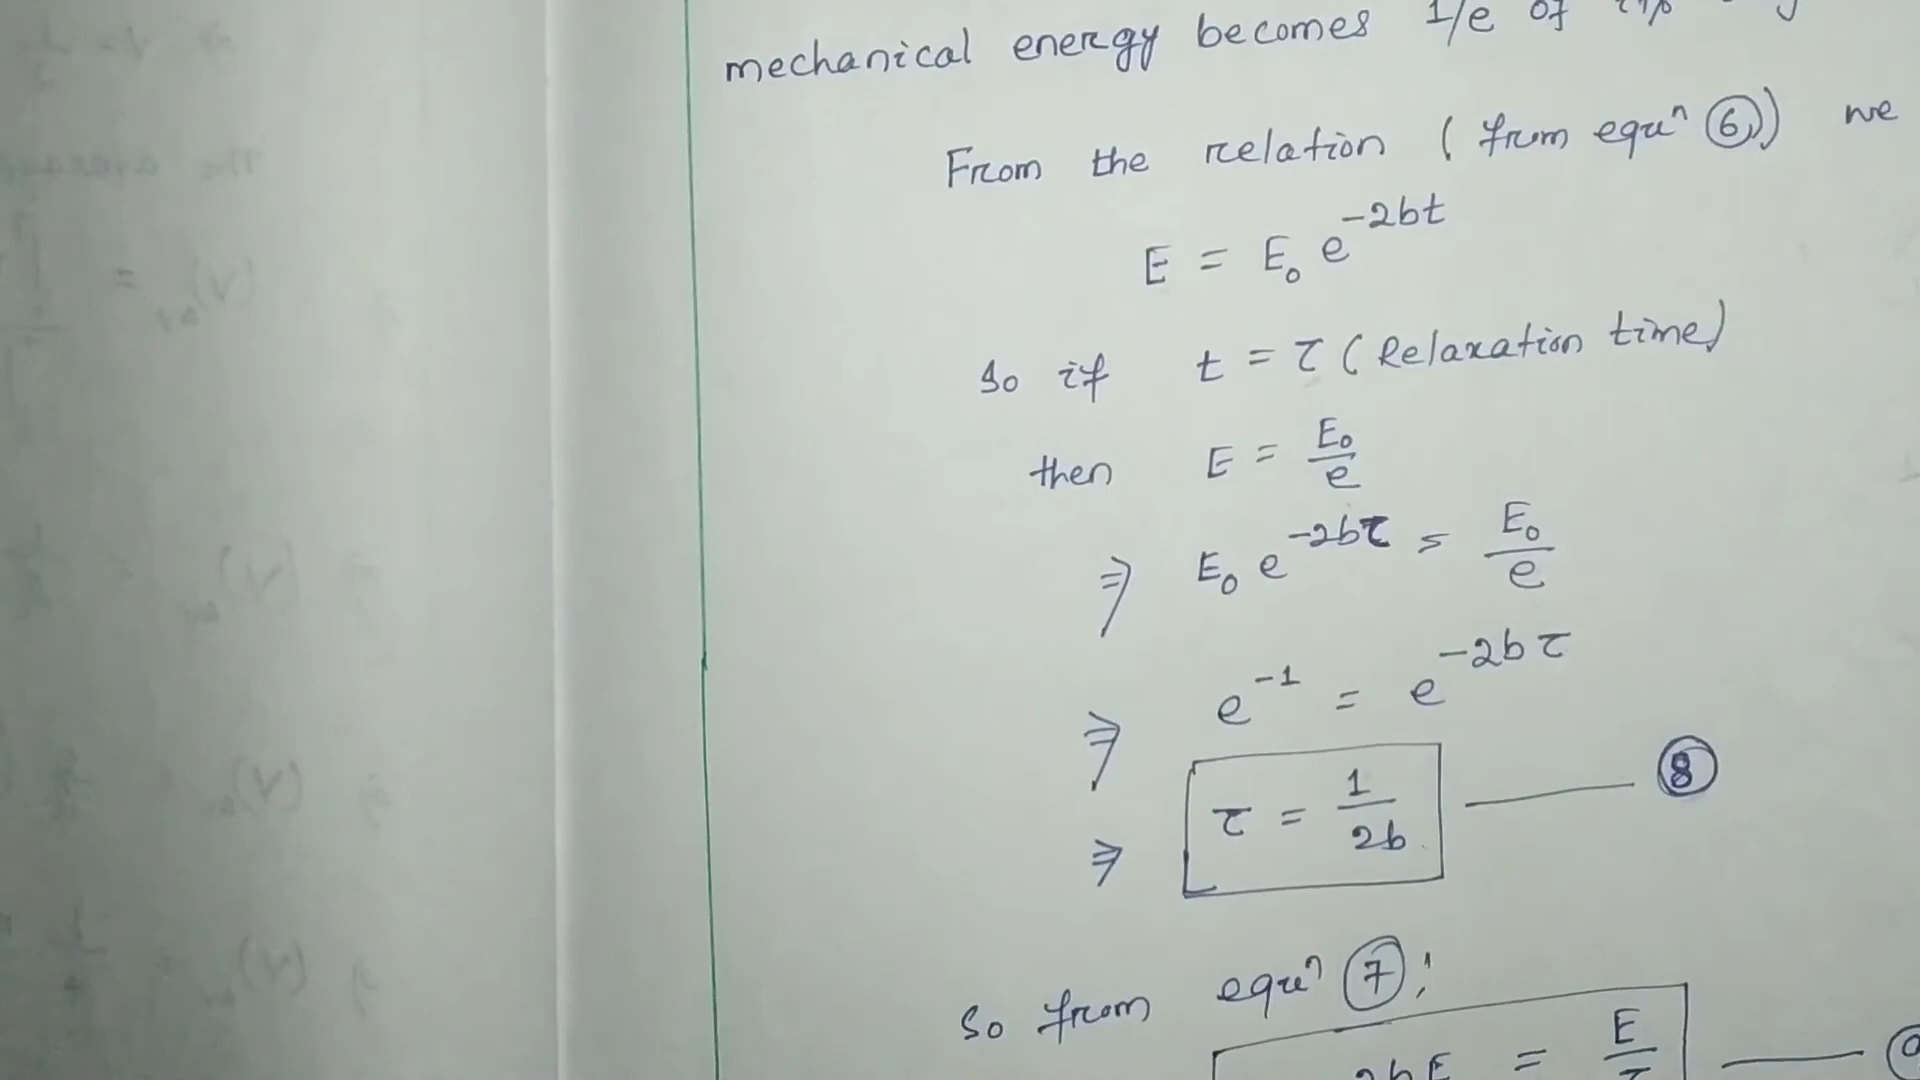 mechanical energy becomes 1/e of
From the relation ( from equⁿ ⑥) we
E = E₀ e^{-2bt}
So if t = τ ( Relaxation time)
then E = E₀/e
⇒ E₀ e^{-2bτ} = E₀/e
⇒ e^{-1} = e^{-2bτ}
⇒ τ = 1/2b ——— ⑧
So from equⁿ ⑦;
2bE = E/τ ———